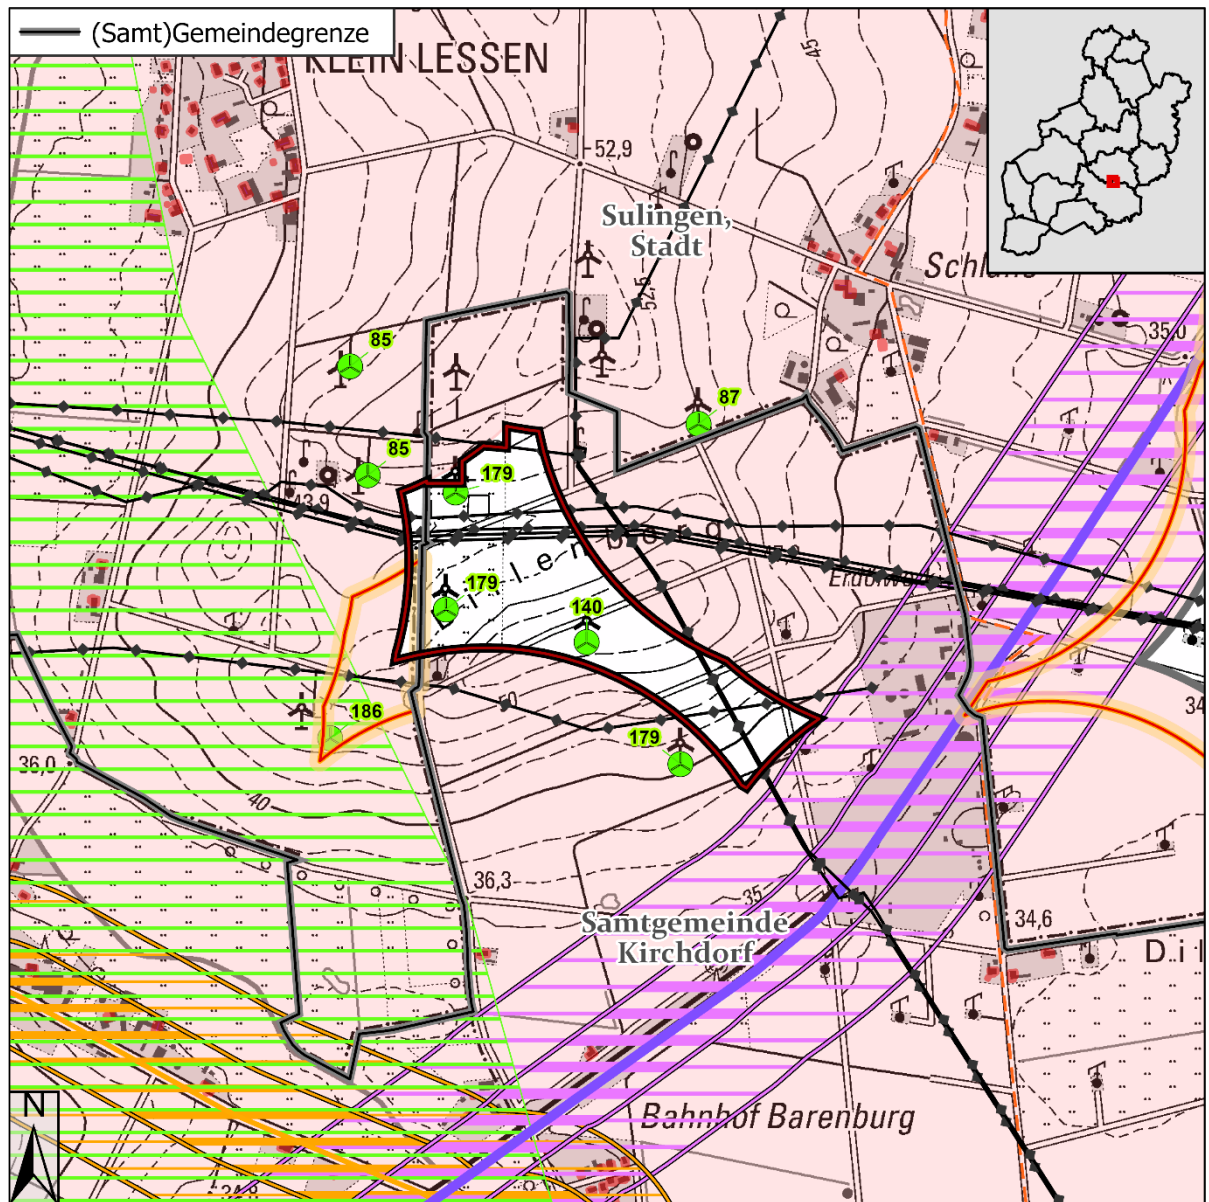 (Samt)Gemeindegrenze
KLEIN LESSEN
45
52,9
Sulingen,
Stadt
52,5
35,0
85
87
85
179
43,9
179
140
186
50
179
36,0
40
36,3
35
34,6
Samtgemeinde
Kirchdorf
Bahnhof Barenburg
N